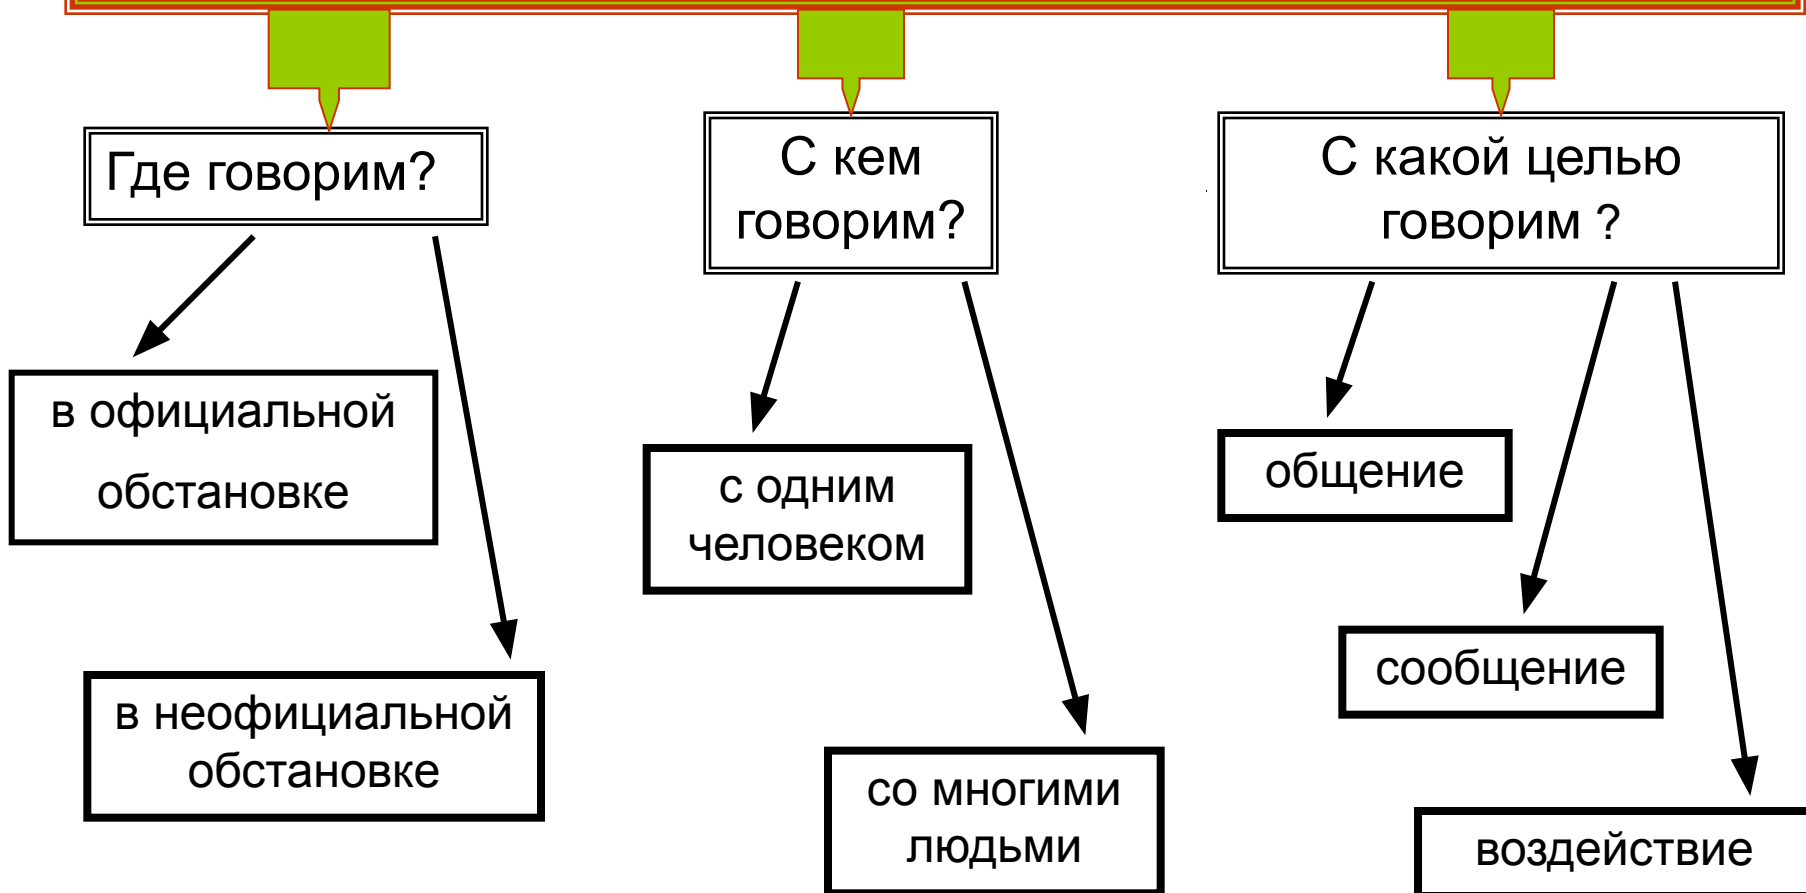 Где говорим?
С кем
говорим?
С какой целью
говорим ?
в официальной
обстановке
в неофициальной
обстановке
с одним
человеком
со многими
людьми
общение
сообщение
воздействие